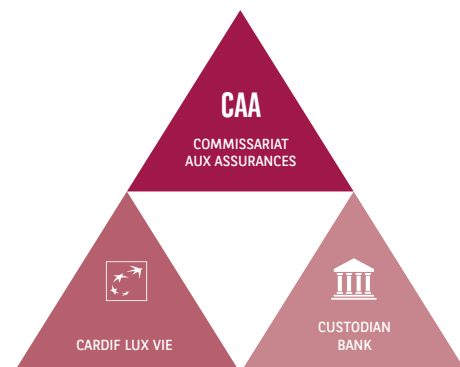 CAA
COMMISSARIAT
AUX ASSURANCES
CARDIF LUX VIE
CUSTODIAN
BANK